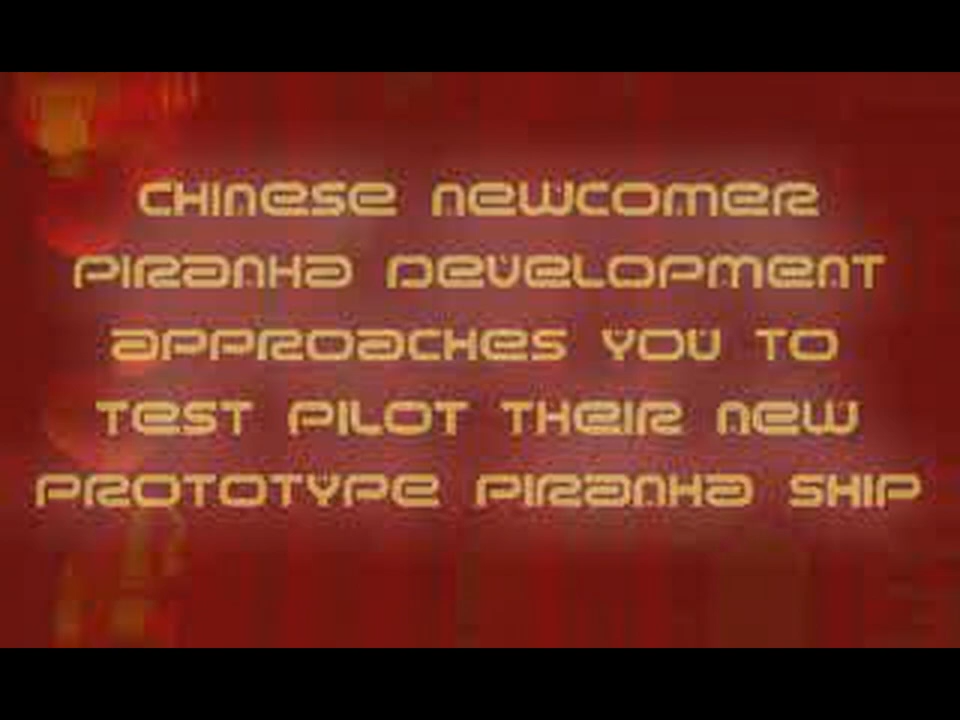 CHINESE NEWCOMER
PIRANHA DEVELOPMENT
APPROACHES YOU TO
TEST PILOT THEIR NEW
PROTOTYPE PIRANHA SHIP